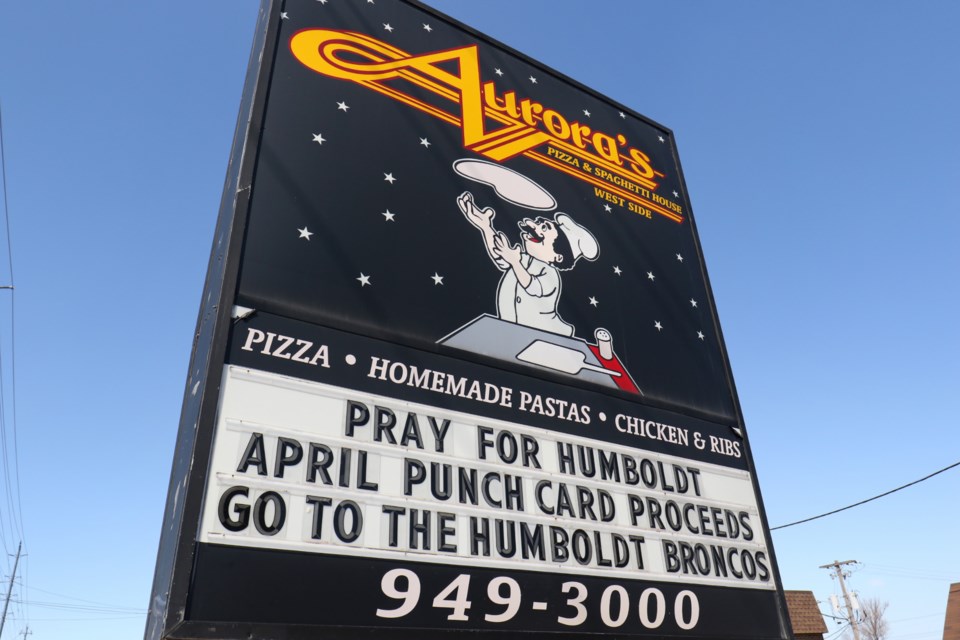 Aurora's
PIZZA & SPAGHETTI HOUSE
WEST SIDE
PIZZA • HOMEMADE PASTAS • CHICKEN & RIBS
PRAY FOR HUMBOLDT
APRIL PUNCH CARD PROCEEDS
GO TO THE HUMBOLDT BRONCOS
949-3000